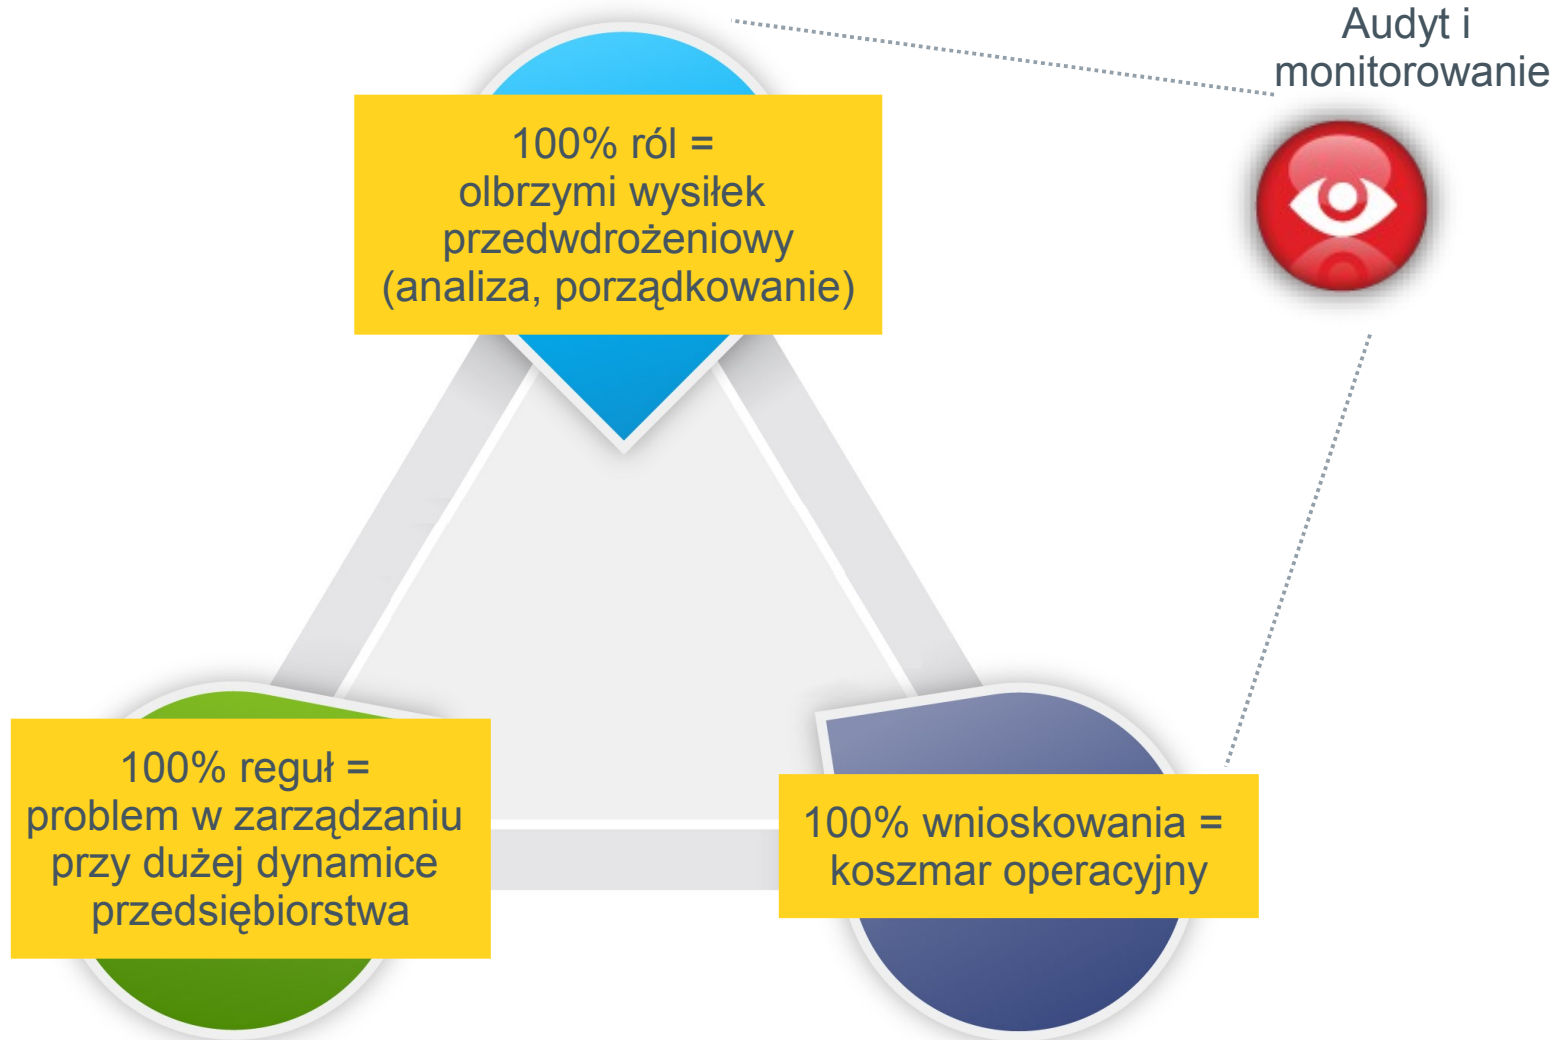 Audyt i
monitorowanie
100% ról =
olbrzymi wysiłek
przedwdrożeniowy
(analiza, porządkowanie)
100% reguł =
problem w zarządzaniu
przy dużej dynamice
przedsiębiorstwa
100% wnioskowania =
koszmar operacyjny